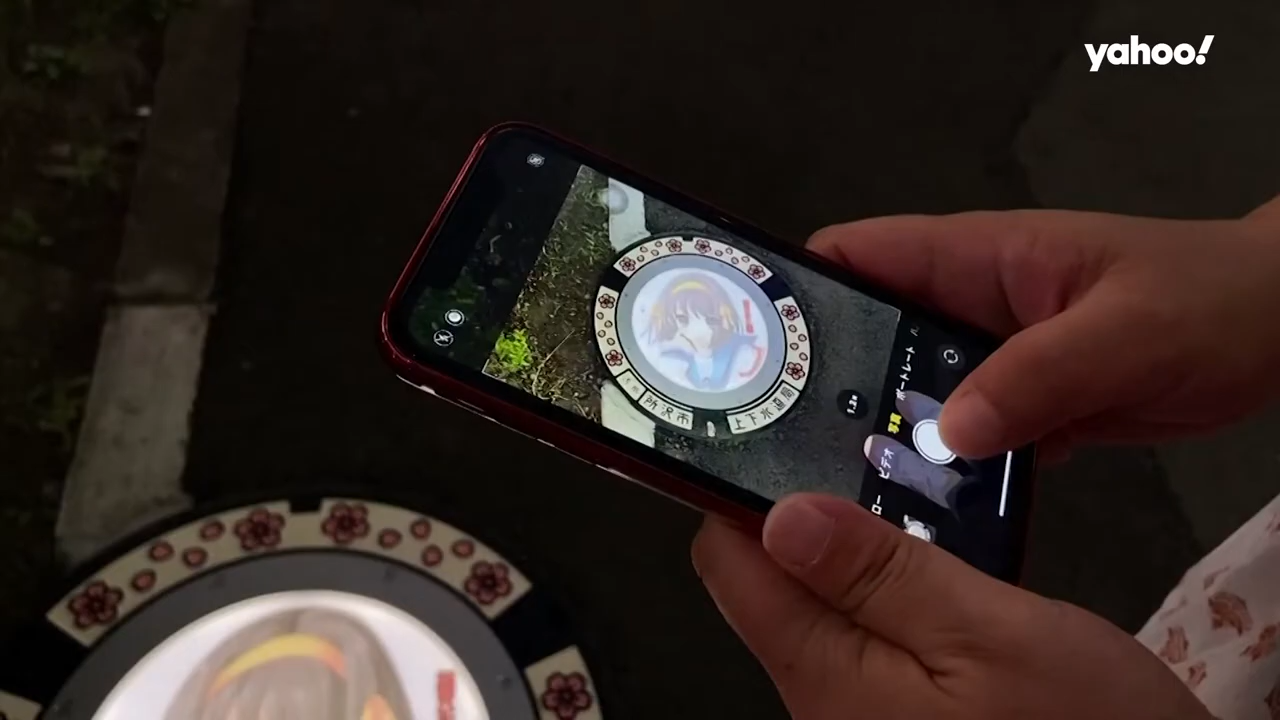 yahoo!
所沢市
上下水道局
ポートレート
写真
ビデオ